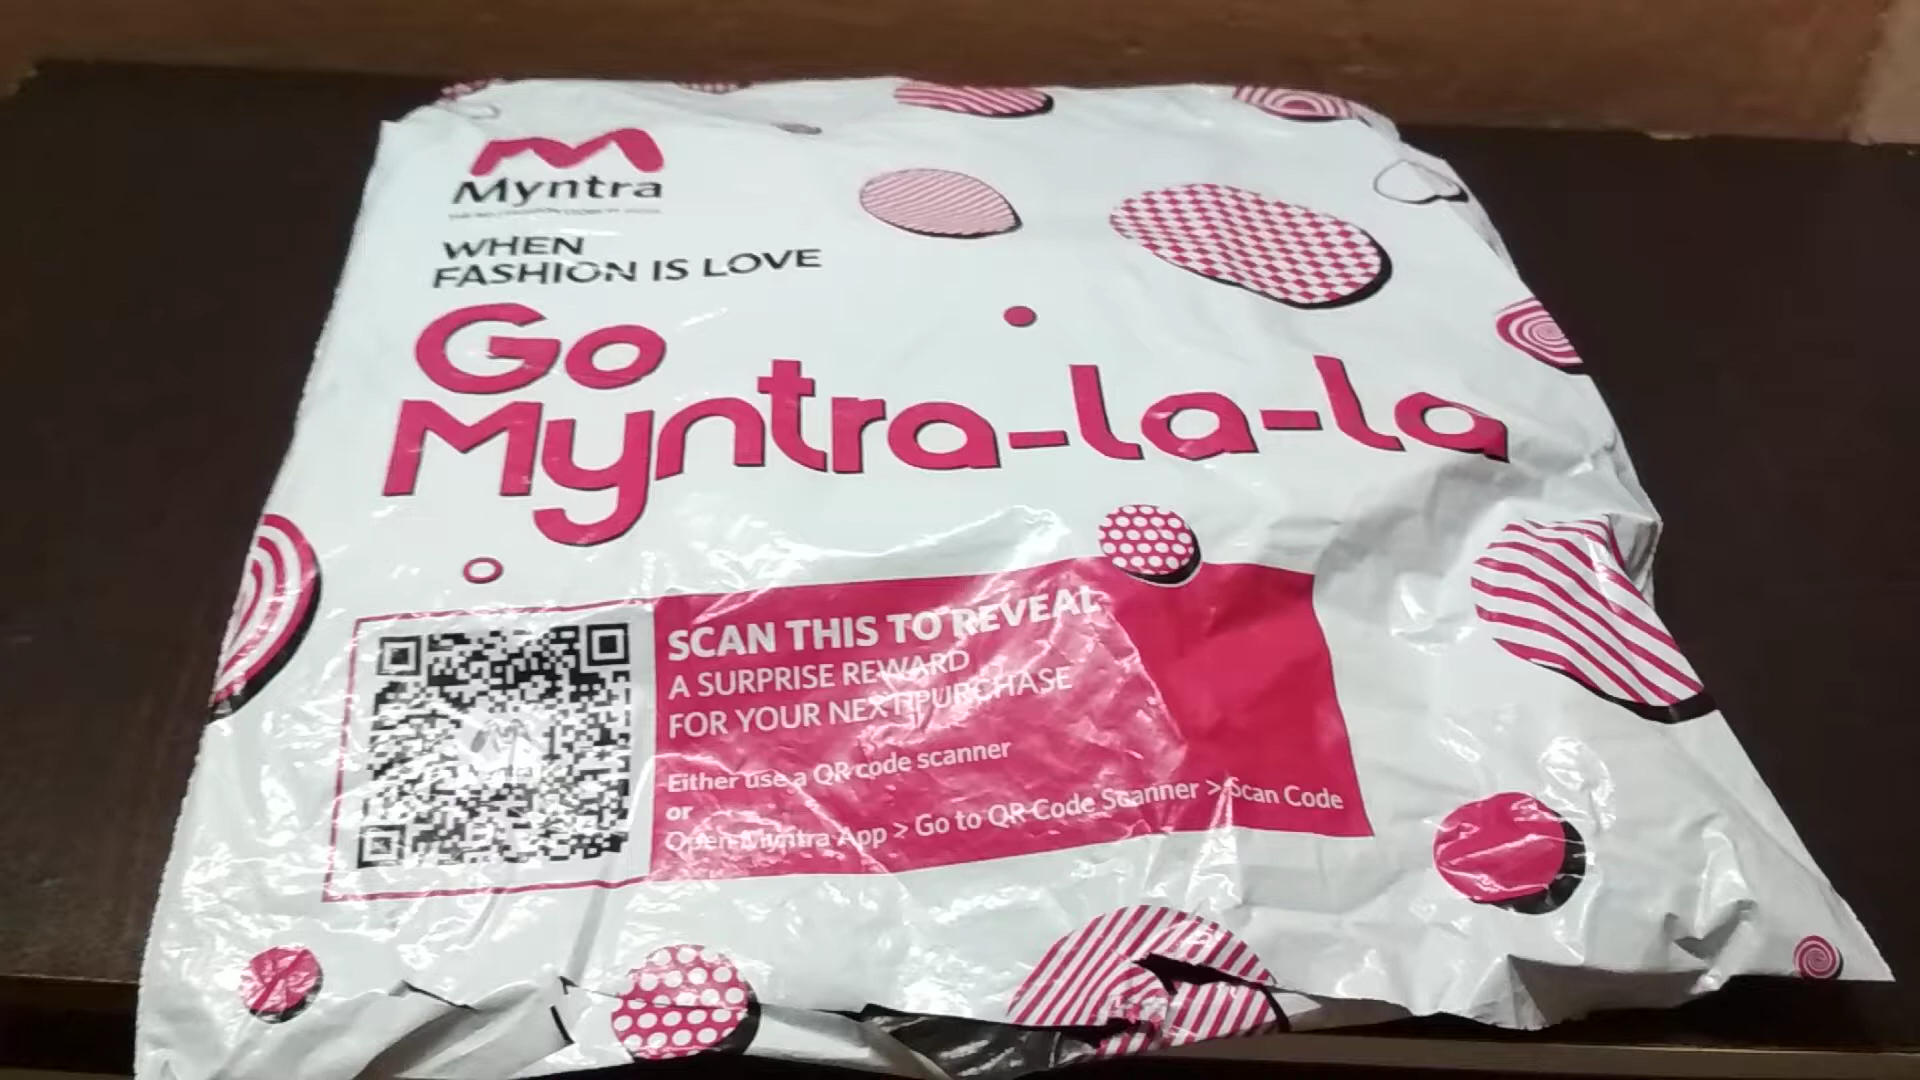 Myntra
WHEN
FASHION IS LOVE
Go
Myntra-la-la
SCAN THIS TO REVEAL
A SURPRISE REWARD
FOR YOUR NEXT PURCHASE
Either use a QR code scanner
or
Open Myntra App > Go to QR Code Scanner > Scan Code